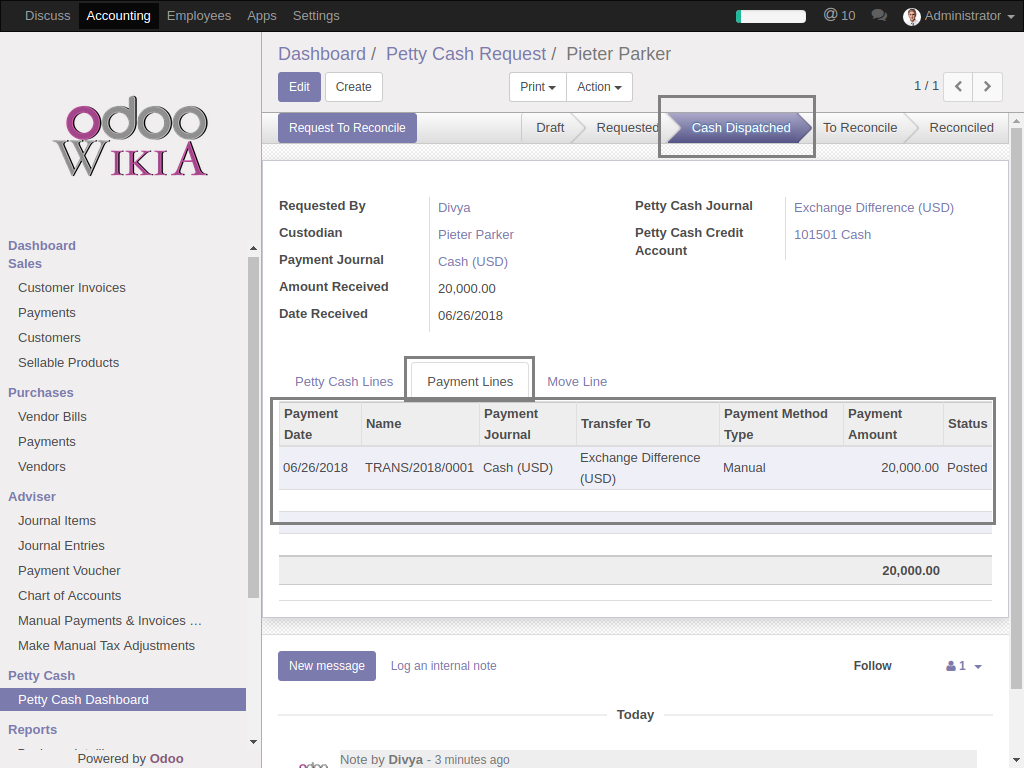 Discuss Accounting Employees Apps Settings @ 10 Administrator
odoo
WIKIA
Dashboard / Petty Cash Request / Pieter Parker
Edit Create Print Action 1 / 1
Request To Reconcile Draft Requested Cash Dispatched To Reconcile Reconciled
Dashboard
Sales
Customer Invoices
Payments
Customers
Sellable Products
Purchases
Vendor Bills
Payments
Vendors
Adviser
Journal Items
Journal Entries
Payment Voucher
Chart of Accounts
Manual Payments & Invoices ...
Make Manual Tax Adjustments
Petty Cash
Petty Cash Dashboard
Reports
Powered by Odoo
Requested By Divya
Custodian Pieter Parker
Payment Journal Cash (USD)
Amount Received 20,000.00
Date Received 06/26/2018
Petty Cash Journal Exchange Difference (USD)
Petty Cash Credit 101501 Cash
Account
Petty Cash Lines Payment Lines Move Line
Payment Date Name Payment Journal Transfer To Payment Method Type Payment Amount Status
06/26/2018 TRANS/2018/0001 Cash (USD) Exchange Difference (USD) Manual 20,000.00 Posted
20,000.00
New message Log an internal note Follow 1
Today
Note by Divya - 3 minutes ago